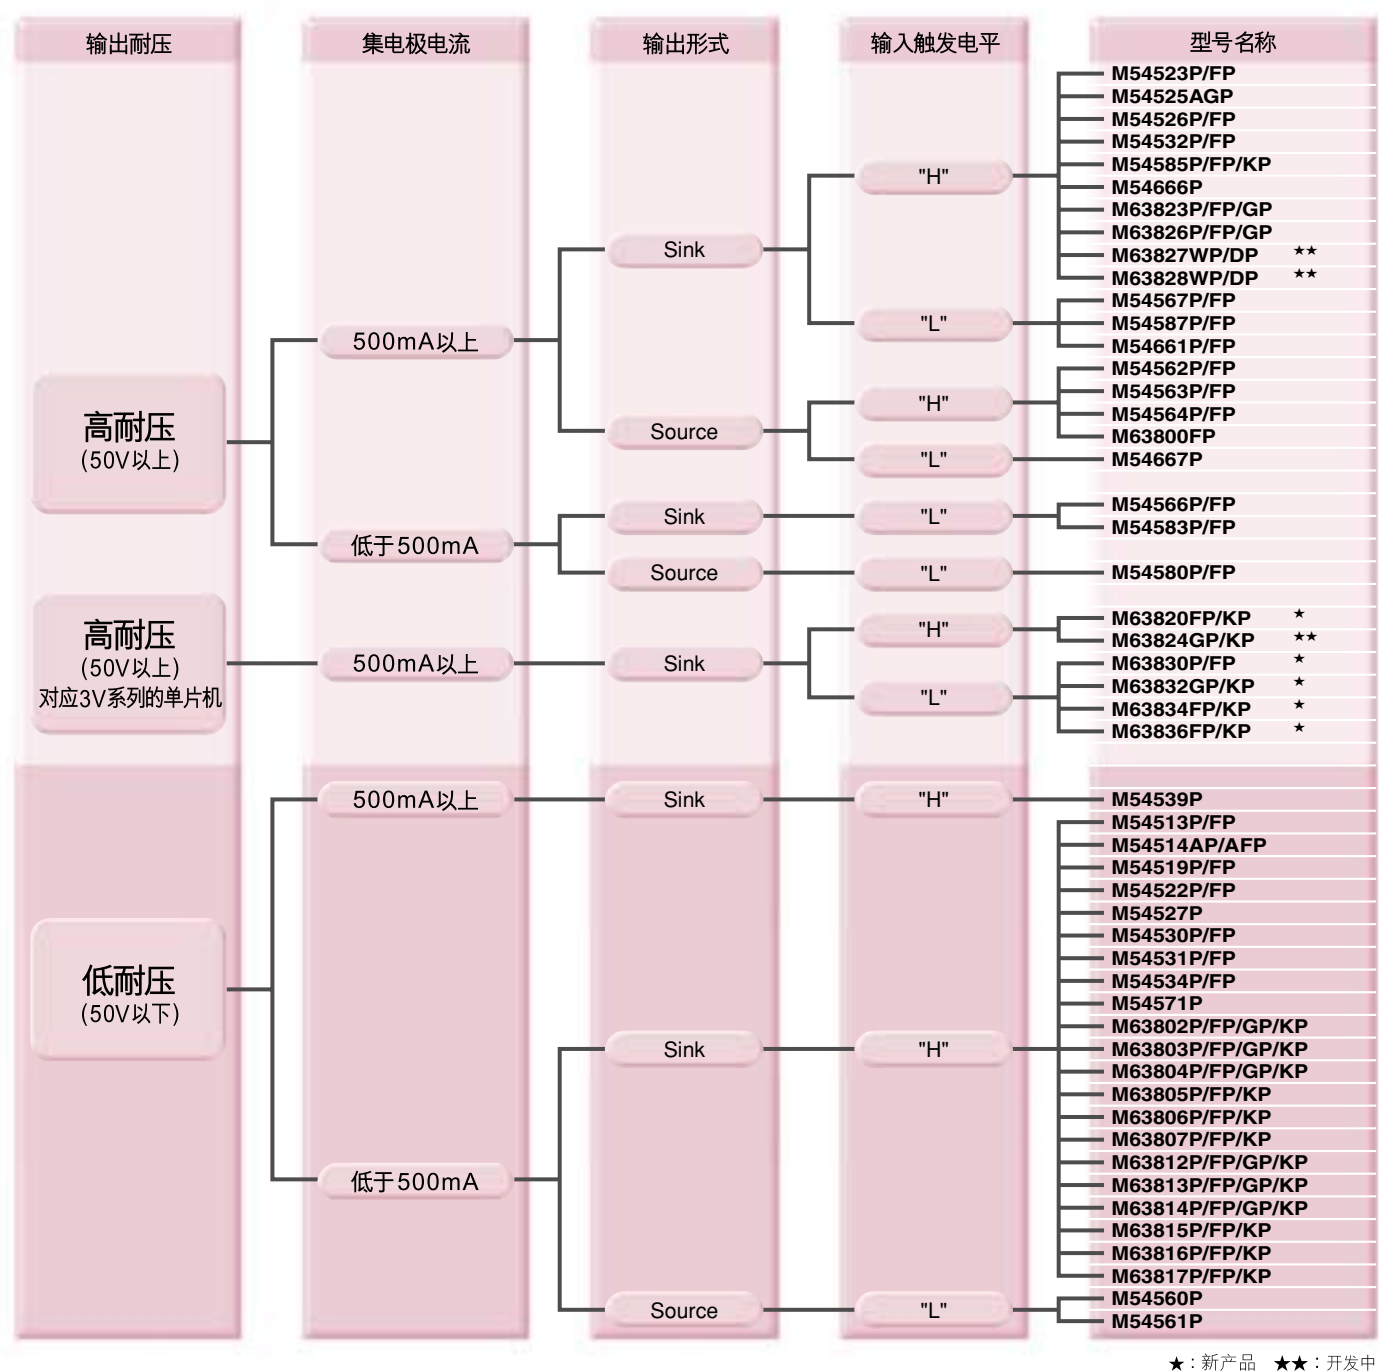 输出耐压
集电极电流
输出形式
输入触发电平
型号名称
高耐压
(50V以上)
500mA以上
Sink
"H"
M54523P/FP
M54525AGP
M54526P/FP
M54532P/FP
M54585P/FP/KP
M54666P
M63823P/FP/GP
M63826P/FP/GP
M63827WP/DP ★★
M63828WP/DP ★★
"L"
M54567P/FP
M54587P/FP
M54661P/FP
Source
"H"
M54562P/FP
M54563P/FP
M54564P/FP
M63800FP
"L"
M54667P
低于500mA
Sink
"L"
M54566P/FP
M54583P/FP
Source
"L"
M54580P/FP
高耐压
(50V以上)
对应3V系列的单片机
500mA以上
Sink
"H"
M63820FP/KP ★
M63824GP/KP ★★
"L"
M63830P/FP ★
M63832GP/KP ★
M63834FP/KP ★
M63836FP/KP ★
低耐压
(50V以下)
500mA以上
Sink
"H"
M54539P
低于500mA
Sink
"H"
M54513P/FP
M54514AP/AFP
M54519P/FP
M54522P/FP
M54527P
M54530P/FP
M54531P/FP
M54534P/FP
M54571P
M63802P/FP/GP/KP
M63803P/FP/GP/KP
M63804P/FP/GP/KP
M63805P/FP/KP
M63806P/FP/KP
M63807P/FP/KP
M63812P/FP/GP/KP
M63813P/FP/GP/KP
M63814P/FP/GP/KP
M63815P/FP/KP
M63816P/FP/KP
M63817P/FP/KP
Source
"L"
M54560P
M54561P
★：新产品 ★★：开发中